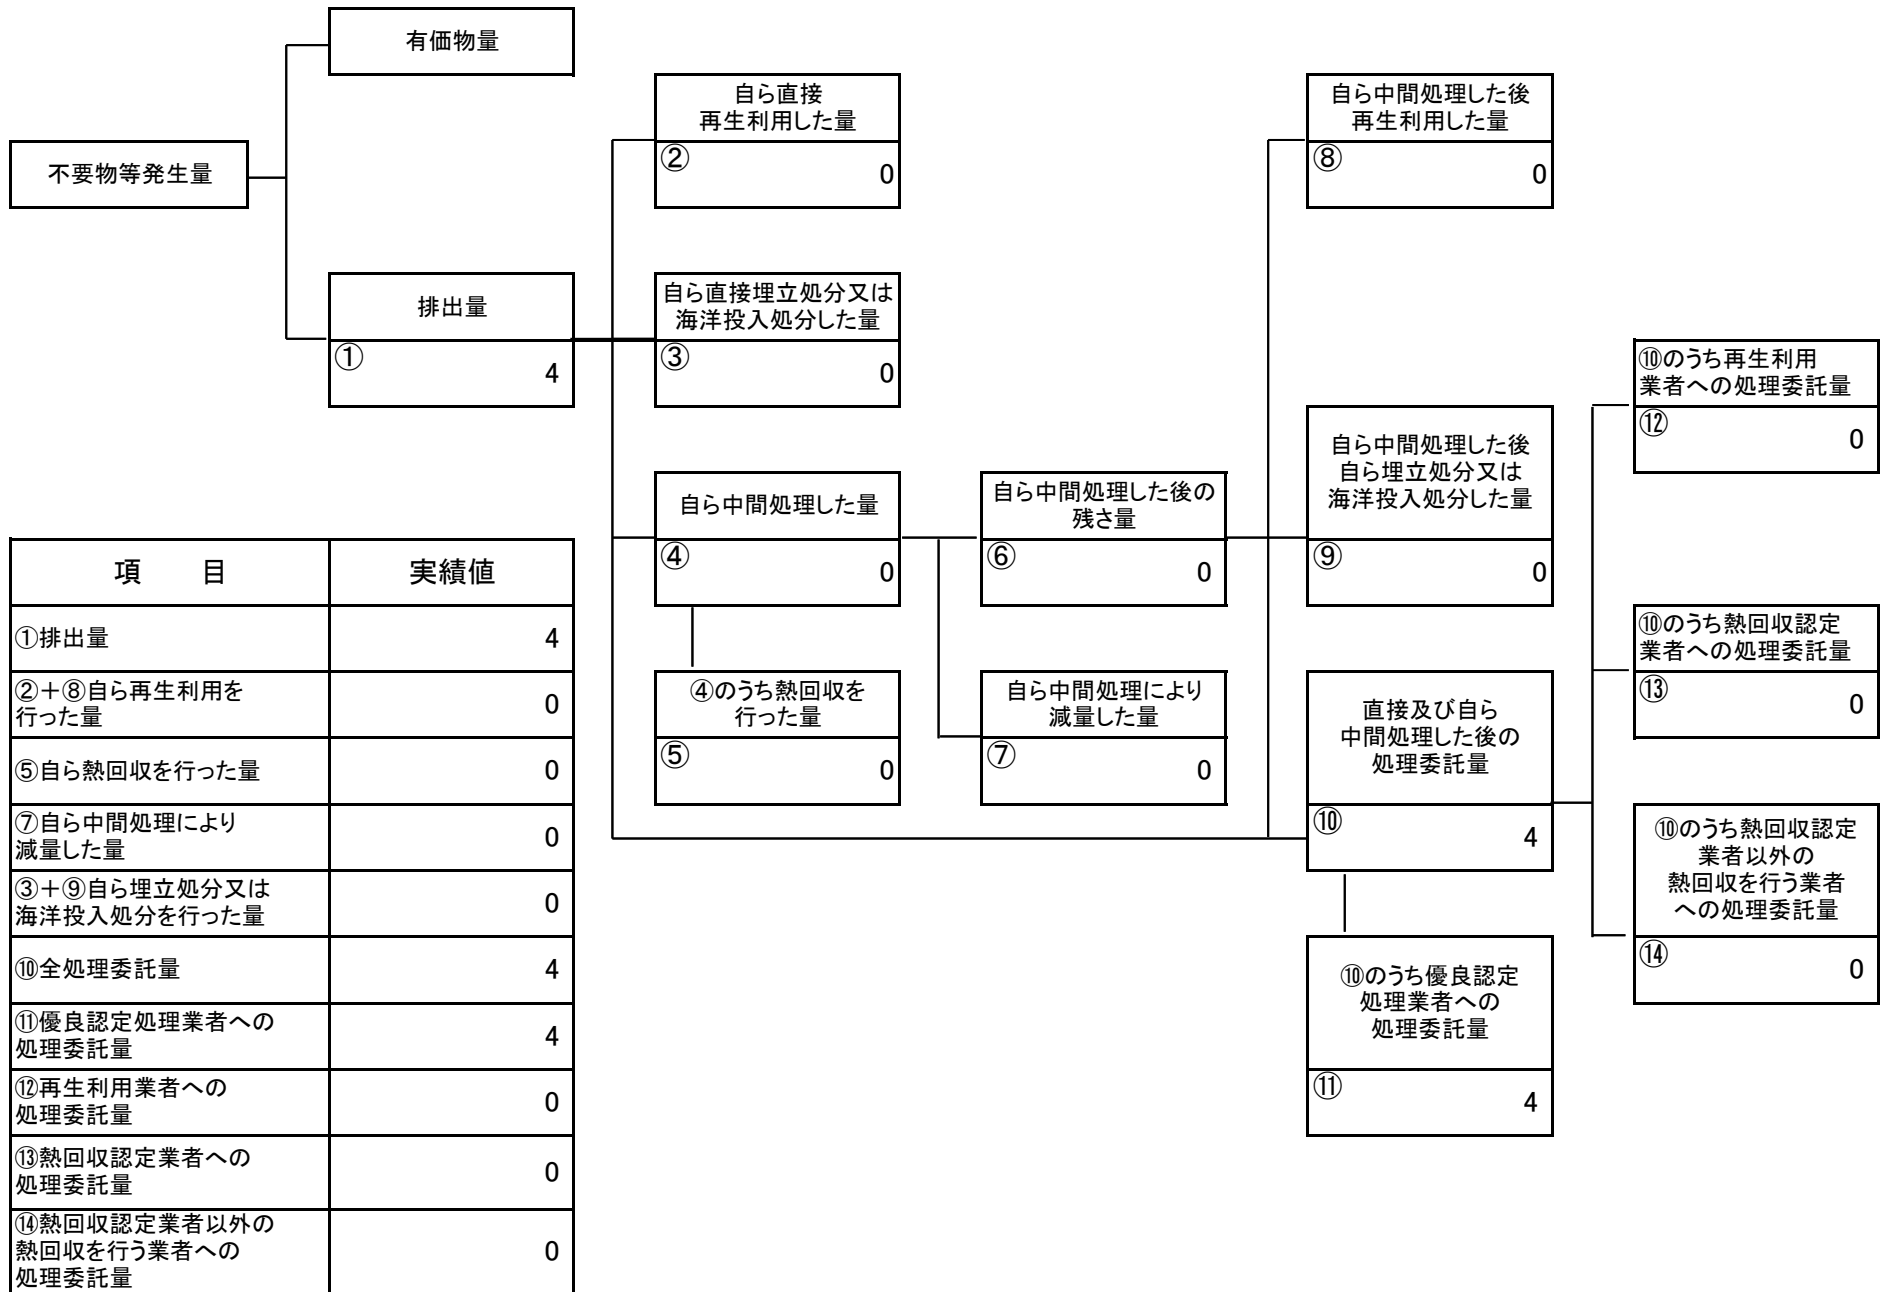 有価物量
不要物等発生量
排出量
①
4
自ら直接
再生利用した量
②
0
自ら直接埋立処分又は
海洋投入処分した量
③
0
自ら中間処理した量
④
0
④のうち熱回収を
行った量
⑤
0
自ら中間処理した後の
残さ量
⑥
0
自ら中間処理により
減量した量
⑦
0
自ら中間処理した後
再生利用した量
⑧
0
自ら中間処理した後
自ら埋立処分又は
海洋投入処分した量
⑨
0
直接及び自ら
中間処理した後の
処理委託量
⑩
4
⑩のうち優良認定
処理業者への
処理委託量
⑪
4
⑩のうち再生利用
業者への処理委託量
⑫
0
⑩のうち熱回収認定
業者への処理委託量
⑬
0
⑩のうち熱回収認定
業者以外の
熱回収を行う業者
への処理委託量
⑭
0
項　　目 実績値
①排出量 4
②＋⑧自ら再生利用を
行った量 0
⑤自ら熱回収を行った量 0
⑦自ら中間処理により
減量した量 0
③＋⑨自ら埋立処分又は
海洋投入処分を行った量 0
⑩全処理委託量 4
⑪優良認定処理業者への
処理委託量 4
⑫再生利用業者への
処理委託量 0
⑬熱回収認定業者への
処理委託量 0
⑭熱回収認定業者以外の
熱回収を行う業者への 0
処理委託量